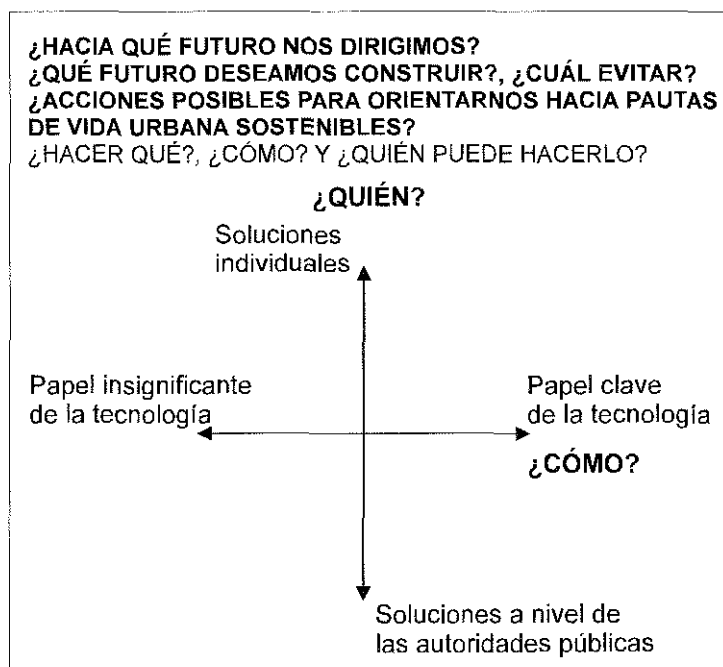 ¿HACIA QUÉ FUTURO NOS DIRIGIMOS?
¿QUÉ FUTURO DESEAMOS CONSTRUIR?, ¿CUÁL EVITAR?
¿ACCIONES POSIBLES PARA ORIENTARNOS HACIA PAUTAS
DE VIDA URBANA SOSTENIBLES?
¿HACER QUÉ?, ¿CÓMO? Y ¿QUIÉN PUEDE HACERLO?
¿QUIÉN?
Soluciones
individuales
Papel insignificante
de la tecnología
Papel clave
de la tecnología
¿CÓMO?
Soluciones a nivel de
las autoridades públicas